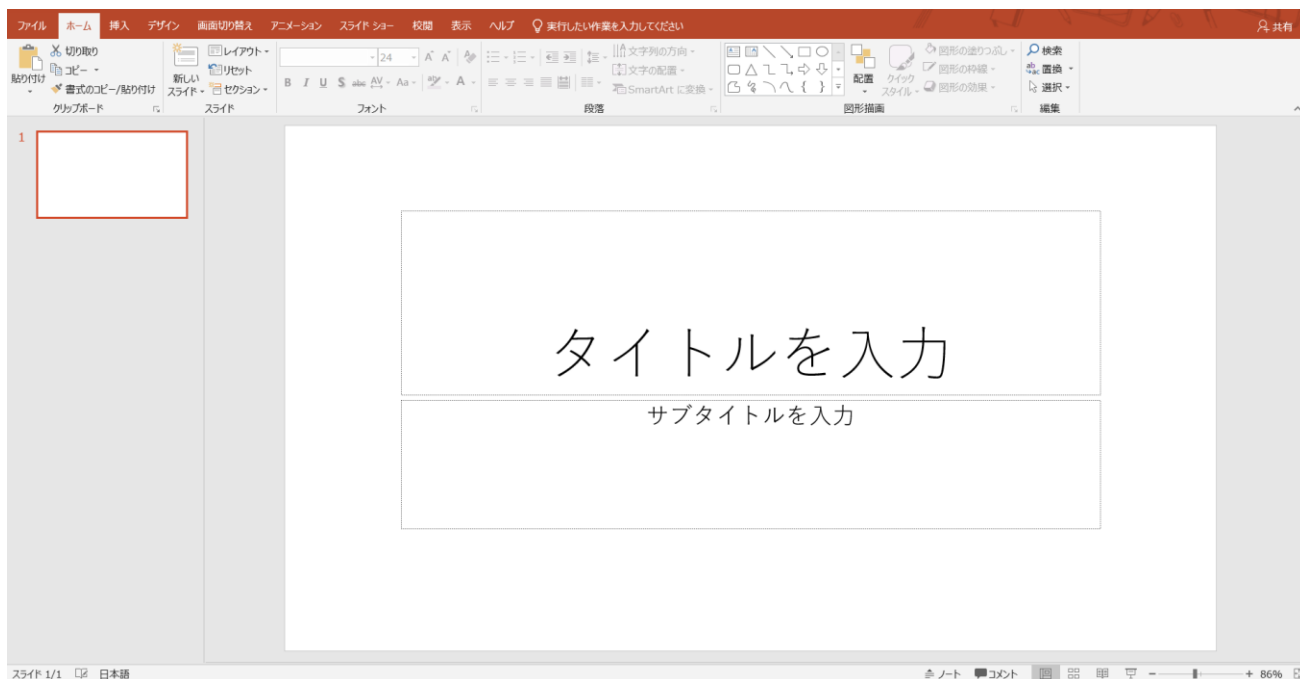 ファイル ホーム 挿入 デザイン 画面切り替え アニメーション スライド ショー 校閲 表示 ヘルプ 実行したい作業を入力してください 共有
貼り付け
切り取り
コピー
書式のコピー/貼り付け
クリップボード
新しい
スライド
レイアウト
リセット
セクション
スライド
24
B I U S abc AV Aa A
フォント
文字列の方向
文字の配置
SmartArt に変換
段落
配置
クイック
スタイル
図形の塗りつぶし
図形の枠線
図形の効果
図形描画
検索
置換
選択
編集
1
タイトルを入力
サブタイトルを入力
スライド 1/1 日本語 ノート コメント 86%